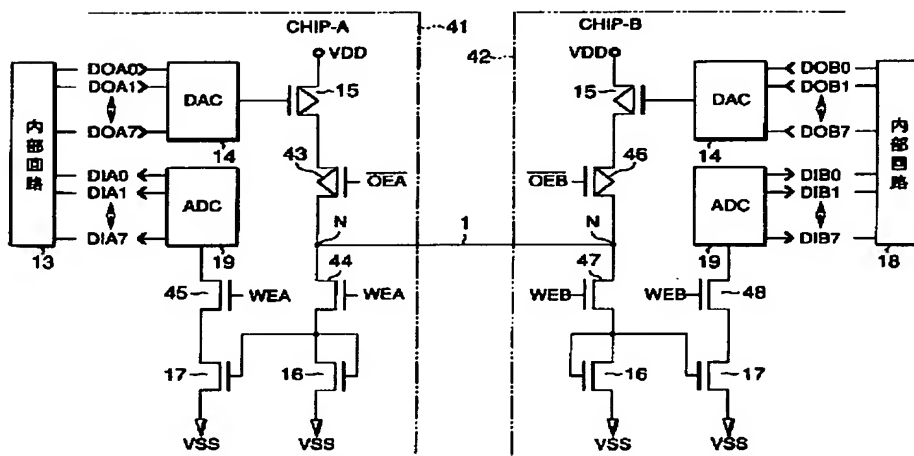 CHIP-A
41
CHIP-B
42
VDD
VDD
DOA0
DOA1
DOA7
DAC
14
15
15
DAC
14
DOB0
DOB1
DOB7
内部回路
13
内部回路
18
43
OEA
OEB
46
DIA0
DIA1
DIA7
ADC
19
ADC
19
DIB0
DIB1
DIB7
N
1
N
45
WEA
44
WEA
WEB
47
WEB
48
17
16
16
17
VSS
VSS
VSS
VSS